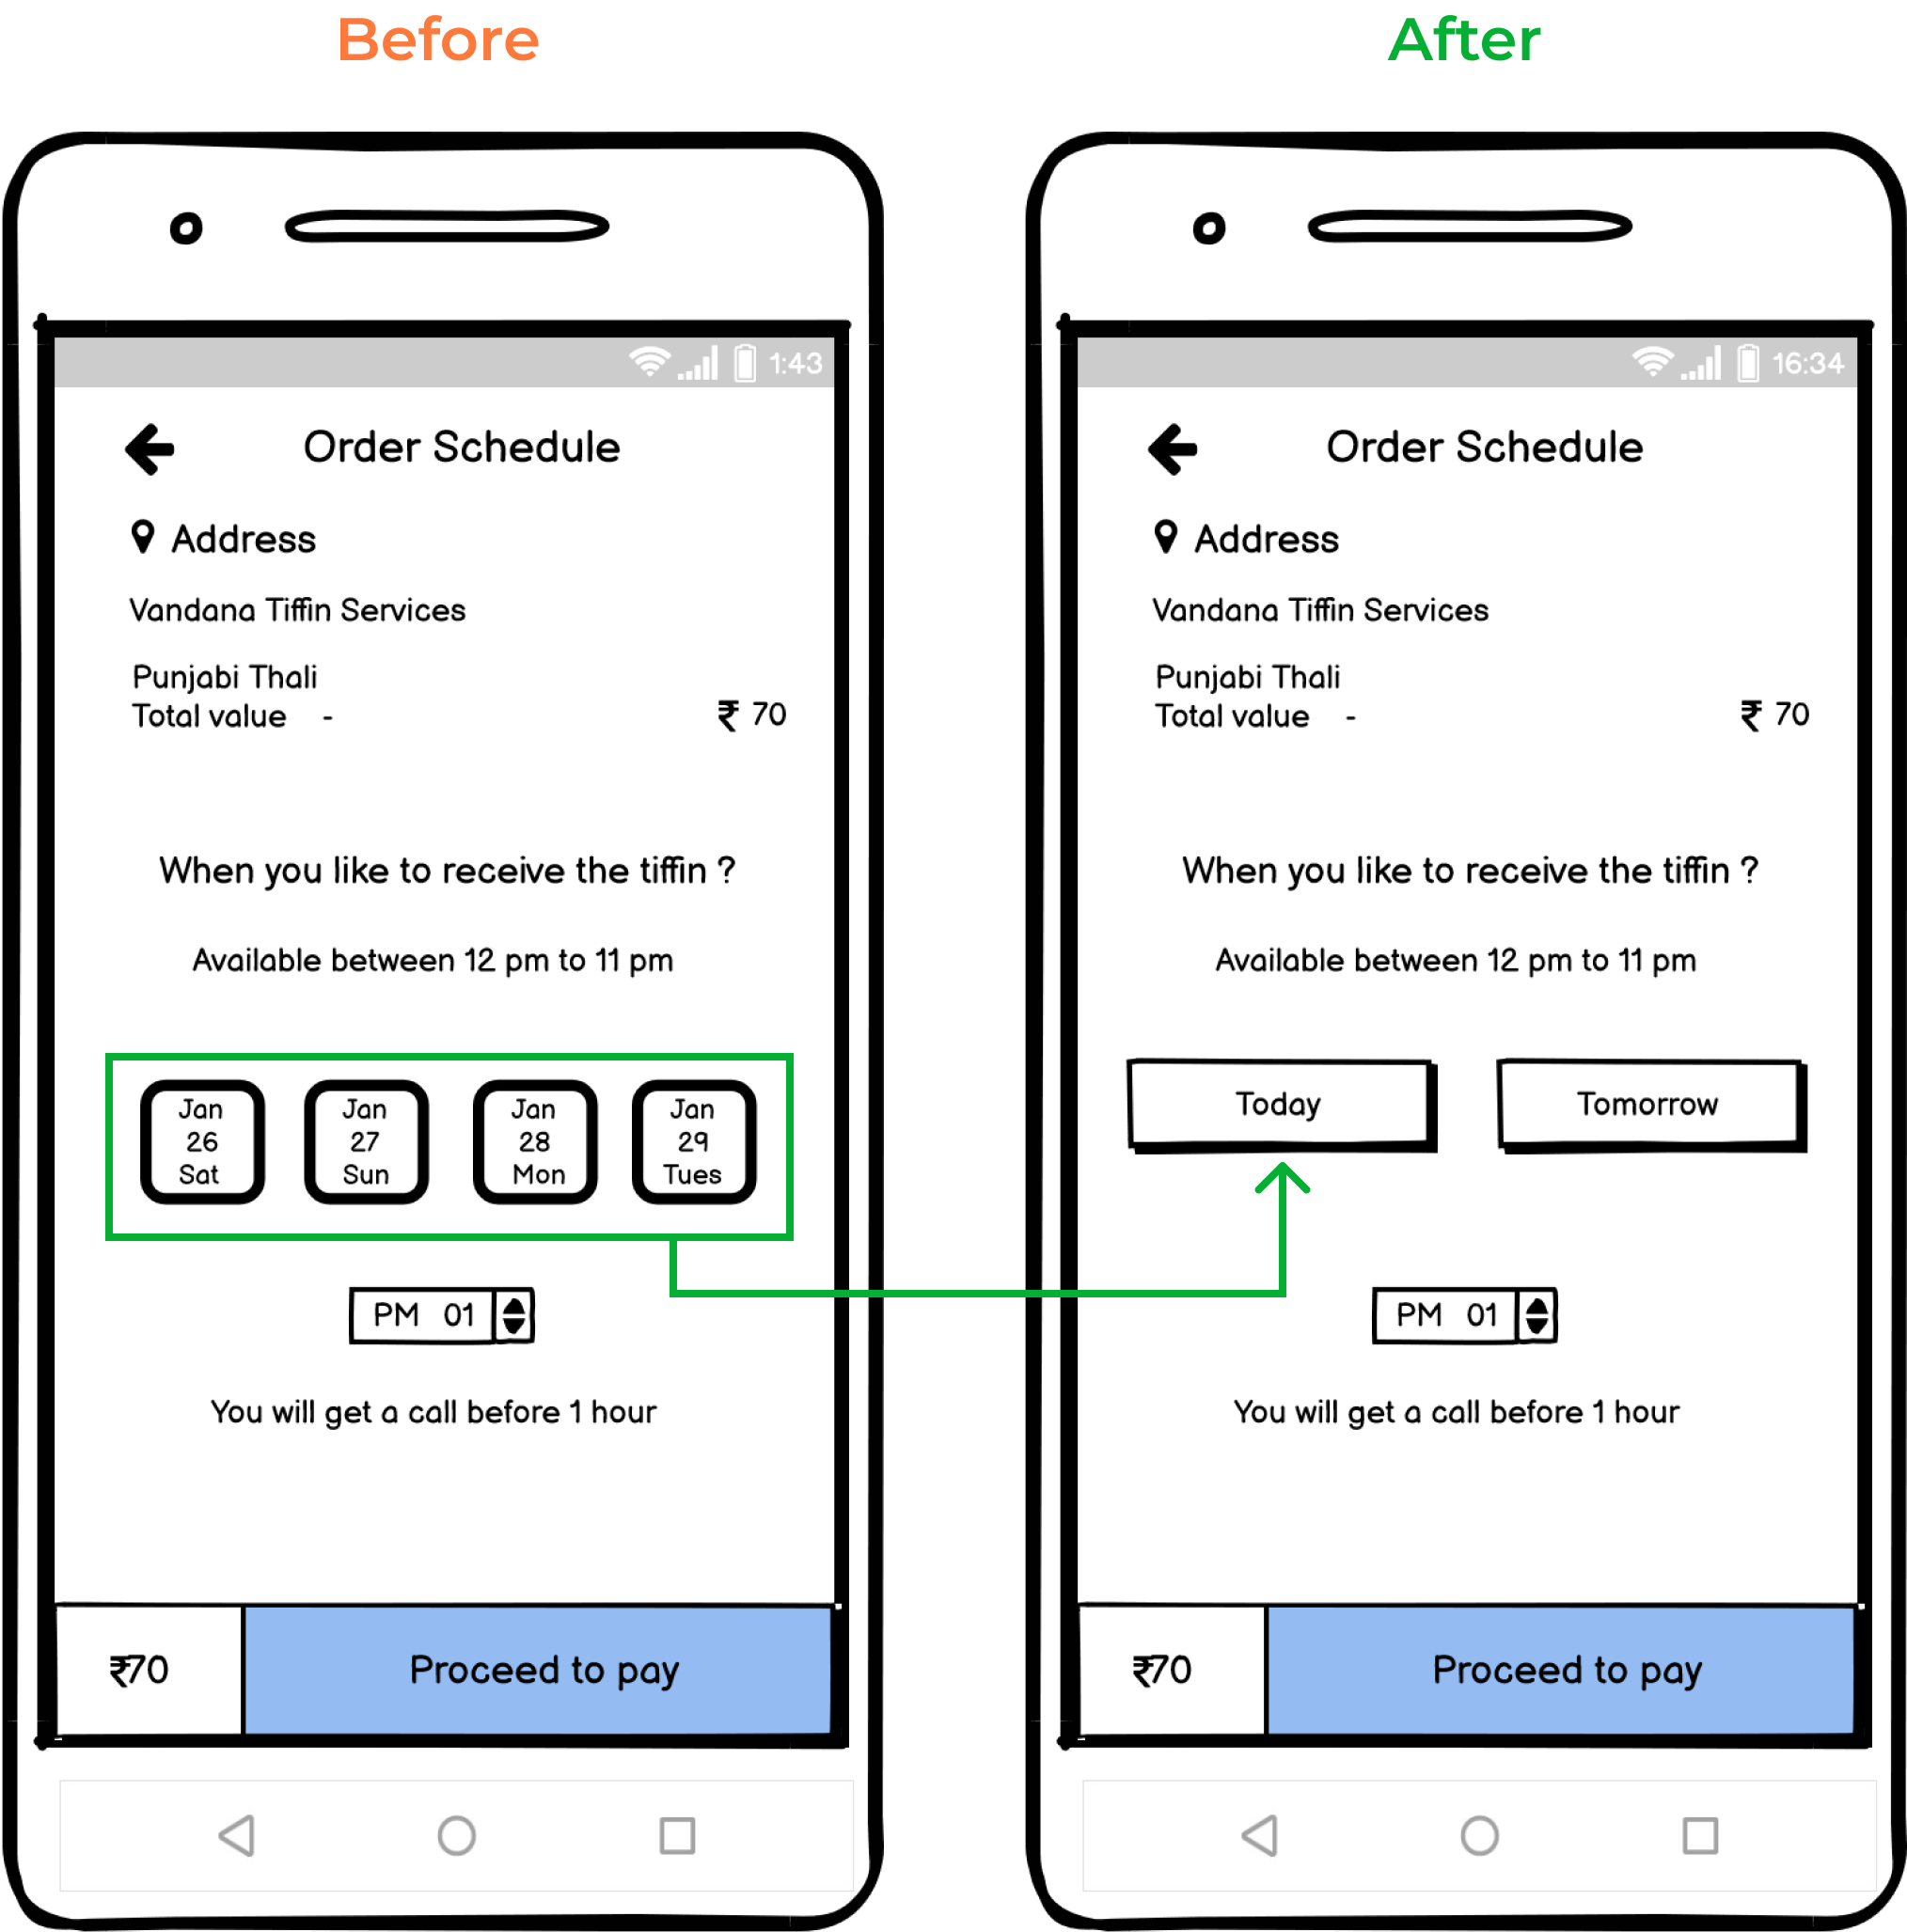 Before
1:43
Order Schedule
Address
Vandana Tiffin Services
Punjabi Thali
Total value -
₹ 70
When you like to receive the tiffin ?
Available between 12 pm to 11 pm
Jan
26
Sat
Jan
27
Sun
Jan
28
Mon
Jan
29
Tues
PM 01
You will get a call before 1 hour
₹70
Proceed to pay
After
16:34
Order Schedule
Address
Vandana Tiffin Services
Punjabi Thali
Total value -
₹ 70
When you like to receive the tiffin ?
Available between 12 pm to 11 pm
Today
Tomorrow
PM 01
You will get a call before 1 hour
₹70
Proceed to pay